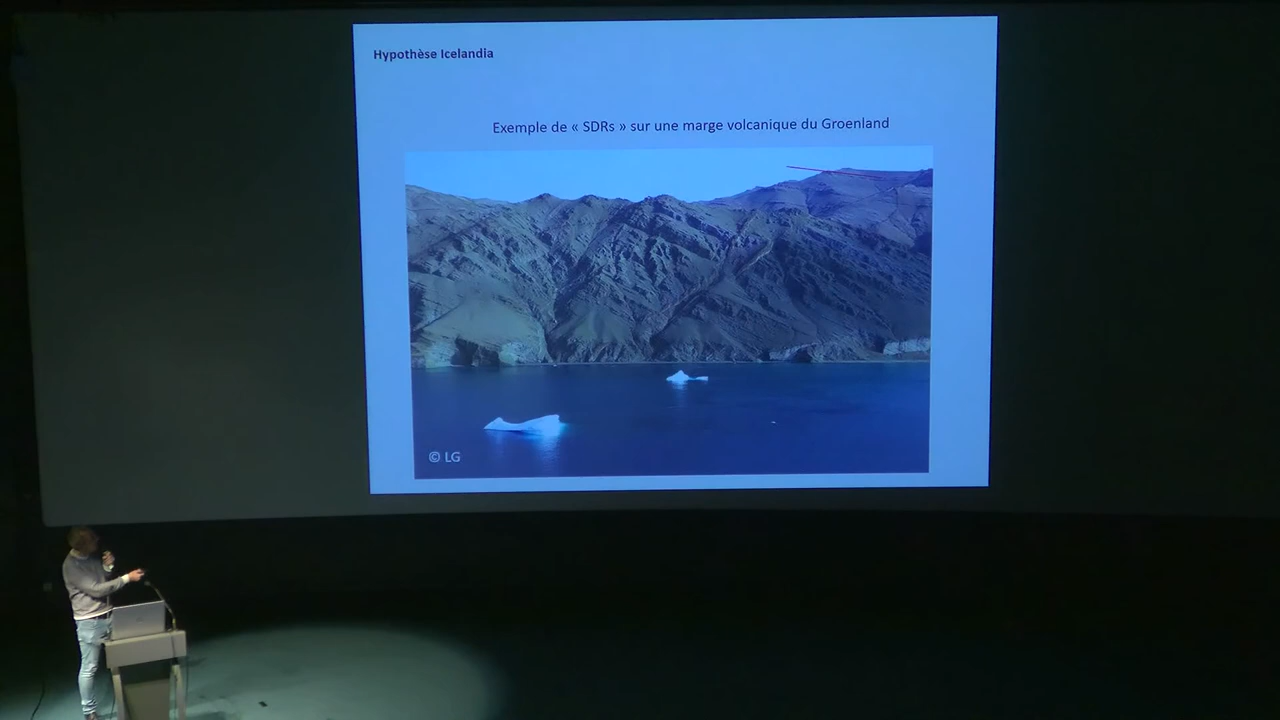 Hypothèse Icelandia
Exemple de « SDRs » sur une marge volcanique du Groenland
© LG